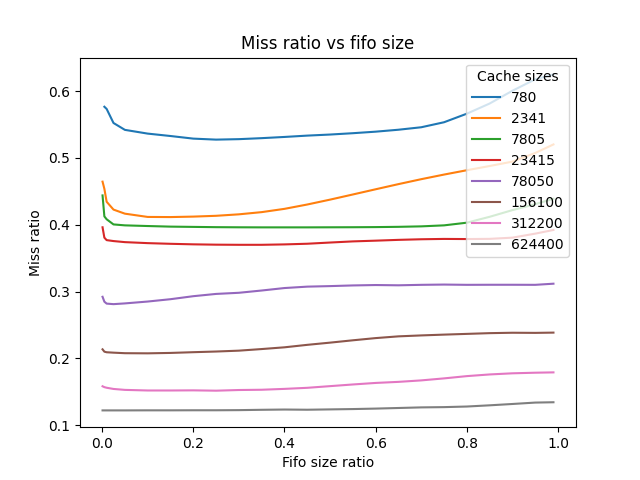 Miss ratio vs fifo size
Cache sizes
780
2341
7805
23415
78050
156100
312200
624400
0.6
0.5
0.4
0.3
0.2
0.1
Miss ratio
0.0 0.2 0.4 0.6 0.8 1.0
Fifo size ratio